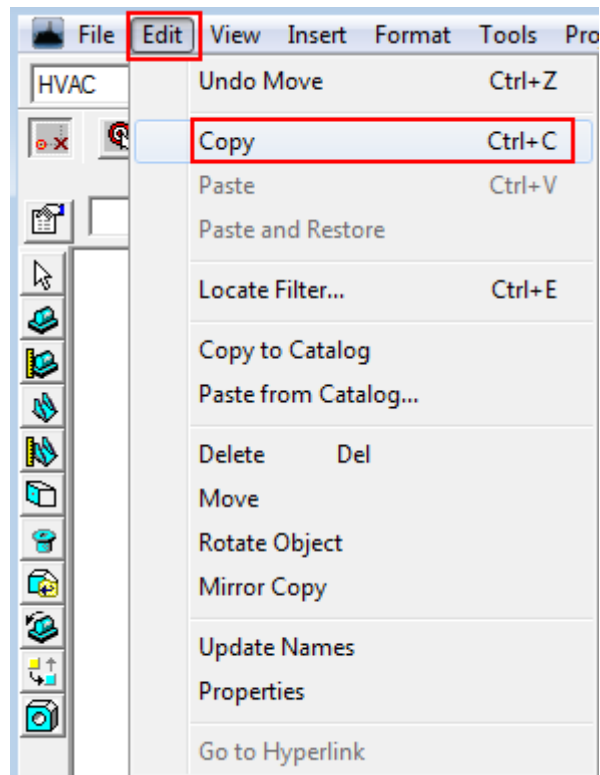 File Edit View Insert Format Tools Pro
HVAC
Undo Move Ctrl+Z
Copy Ctrl+C
Paste Ctrl+V
Paste and Restore
Locate Filter... Ctrl+E
Copy to Catalog
Paste from Catalog...
Delete Del
Move
Rotate Object
Mirror Copy
Update Names
Properties
Go to Hyperlink